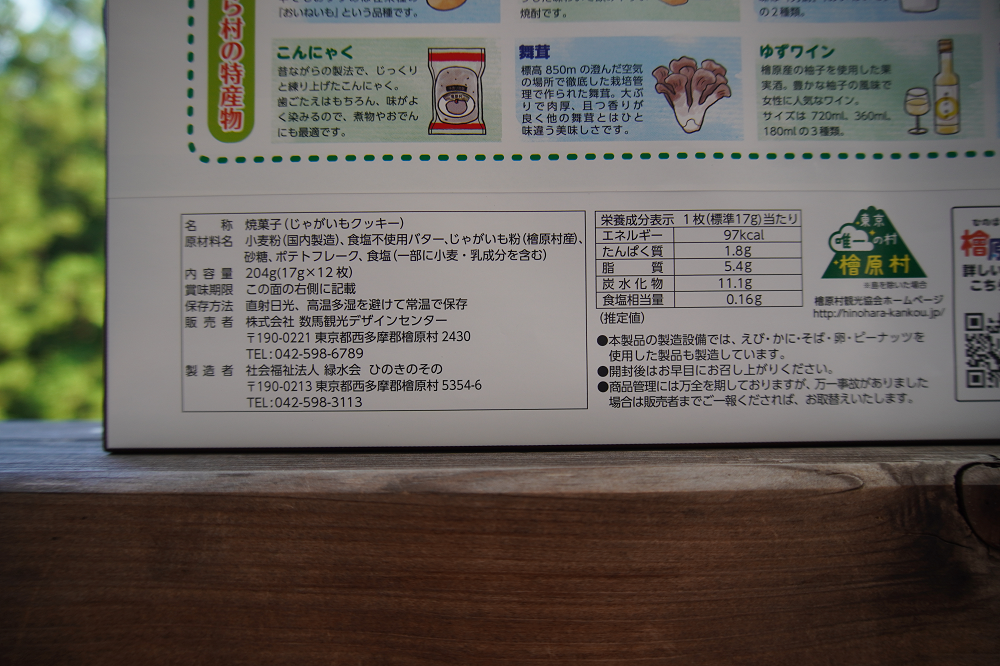 ら村の特産物
「おいねいも」という品種です。
焼酎です。
の2種類。
こんにゃく
昔ながらの製法で、じっくり
と練り上げたこんにゃく。
歯ごたえはもちろん、味がよ
く染みるので、煮物やおでん
にも最適です。
舞茸
標高850mの澄んだ空気
の場所で徹底した栽培管
理で作られた舞茸。大ぶ
りで肉厚、且つ香りが
良く他の舞茸とはひと
味違う美味しさです。
ゆずワイン
檜原産の柚子を使用した果
実酒。豊かな柚子の風味で
女性に人気なワイン。
サイズは 720ml、360ml、
180mlの3種類。
名 称 焼菓子(じゃがいもクッキー)
原材料名 小麦粉(国内製造)、食塩不使用バター、じゃがいも粉(檜原村産)、
砂糖、ポテトフレーク、食塩(一部に小麦・乳成分を含む)
内容量 204g(17g×12枚)
賞味期限 この面の右側に記載
保存方法 直射日光、高温多湿を避けて常温で保存
販売者 株式会社 数馬観光デザインセンター
〒190-0221 東京都西多摩郡檜原村 2430
TEL:042-598-6789
製造者 社会福祉法人 緑水会 ひのきのその
〒190-0213 東京都西多摩郡檜原村 5354-6
TEL:042-598-3113
栄養成分表示 1枚(標準17g)当たり
エネルギー 97kcal
たんぱく質 1.8g
脂質 5.4g
炭水化物 11.1g
食塩相当量 0.16g
(推定値)
東京
唯一の村
檜原村
※島を除いた場合
檜原村観光協会ホームページ
http://hinohara-kankou.jp/
●本製品の製造設備では、えび・かに・そば・卵・ピーナッツを
使用した製品も製造しています。
●開封後はお早目にお召し上がりください。
●商品管理には万全を期しておりますが、万一事故がありました
場合は販売者までご一報くだされば、お取替えいたします。
なのは
檜原
詳しい
こち